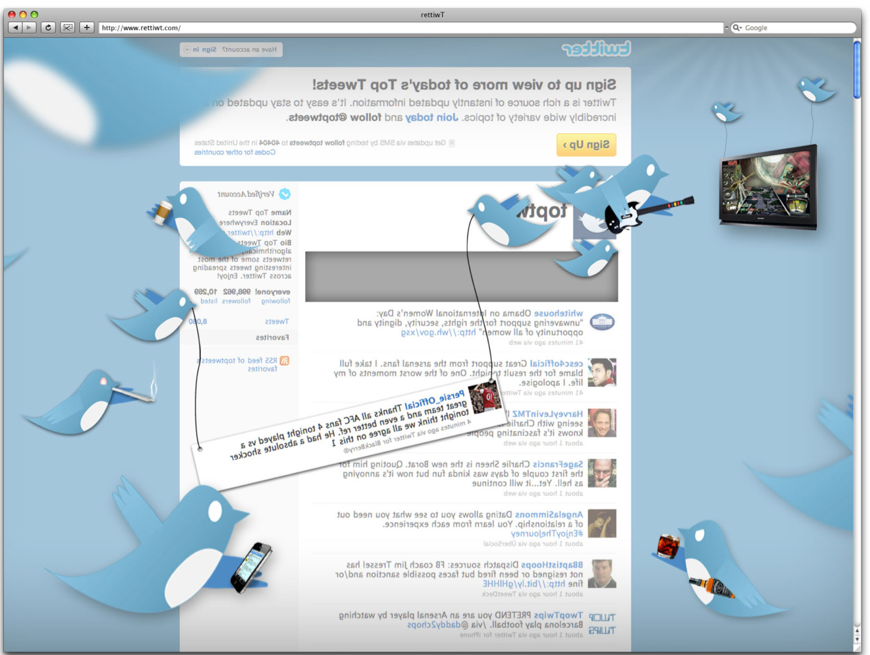 rettiwT
http://www.rettiwt.com/
Google
Have an account? Sign in
twitter
Sign up to view more of today's Top Tweets!
Twitter is a rich source of instantly updated information. It's easy to stay updated on
incredibly wide variety of topics. Join today and follow @toptweets.
Get updates via SMS by texting follow toptweets to 40404 in the United States
Codes for other countries
Sign Up ›
Verified Account
Name Top Tweets
Location Everywhere
Web http://twitter.
Bio Top Tweets
algorithmically
retweets some of the most
interesting tweets spreading
across Twitter. Enjoy!
everyone! 998,962 10,269
following followers listed
Tweets 8,080
Favorites
RSS feed of toptweets
favorites
toptw
whitehouse Obama on International Women's Day:
"unwavering support for the rights, security, dignity and
opportunity of all women" http://wh.gov/xsg
41 minutes ago via web
cesc4official Great support from the arsenal fans, I take full
blame for the result tonight. One of the worst moments of my
life. I apologise.
41 minutes ago via
Persie_Official Thanks all AFC fans 4 tonight played vs a
great team and a even better ref. He had a absolute shocker
tonight think we all agree on this 1
4 minutes ago via Twitter for BlackBerry®
HarveyLevinTMZ
seeing with Charlie
knows it's fascinating people
about 1 hour ago via web
SageFrancis Charlie Sheen is the new Borat. Quoting him for
the first couple of days was kinda fun but now it's annoying
as hell. Yet...it will continue
about 1 hour ago via web
AngelaSimmons Dating allows you to see what you need out
of a relationship. You learn from each experience.
#EnjoyTheJourney
about 1 hour ago via UberSocial
BBaptistHoops Dispatch sources: FB coach Jim Tressel has
not resigned or been fired but faces possible sanction and/or
fine http://bit.ly/gHIHHE
about 1 hour ago via TweetDeck
TwopTwips PRETEND you are an Arsenal player by watching
Barcelona play football. /via @daddy2chops
about 1 hour ago via Twitter for iPhone
TWOP
TWIPS